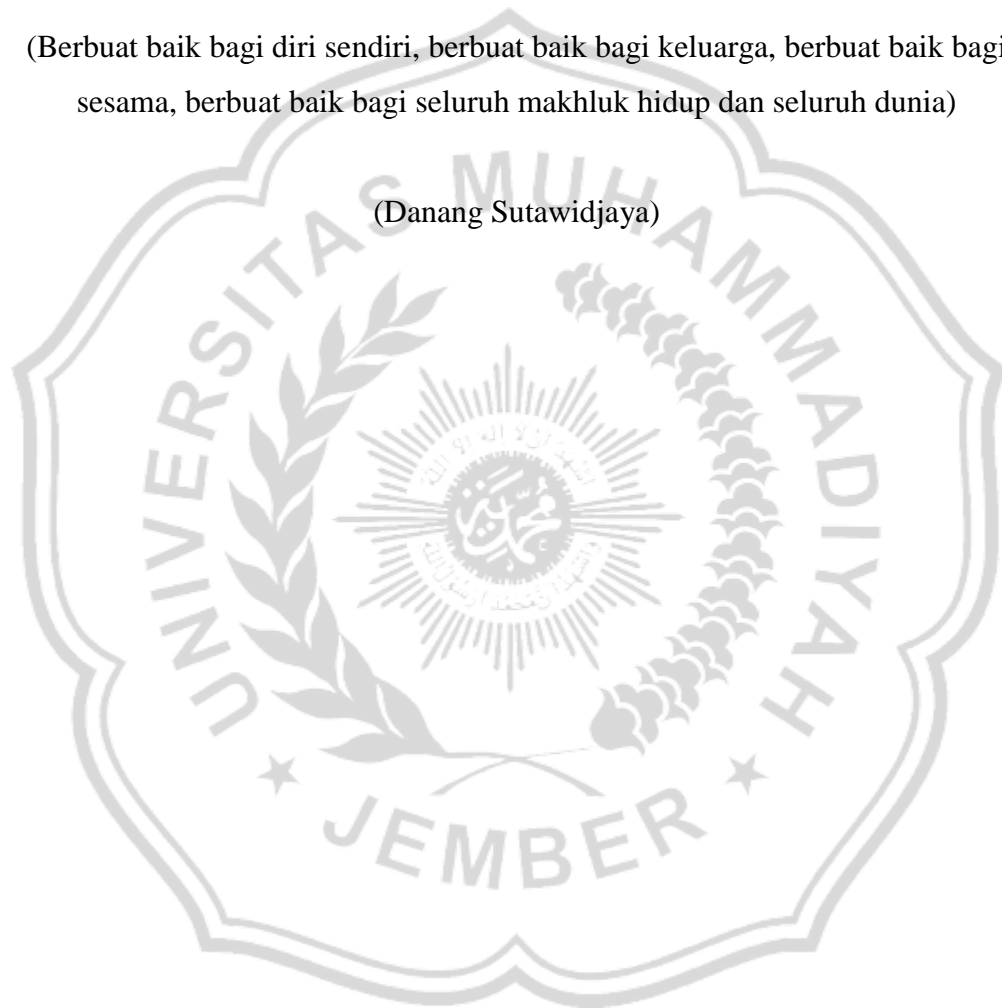 (Berbuat baik bagi diri sendiri, berbuat baik bagi keluarga, berbuat baik bagi
sesama, berbuat baik bagi seluruh makhluk hidup dan seluruh dunia)
(Danang Sutawidjaya)
UNIVERSITAS MUHAMMADIYAH
JEMBER